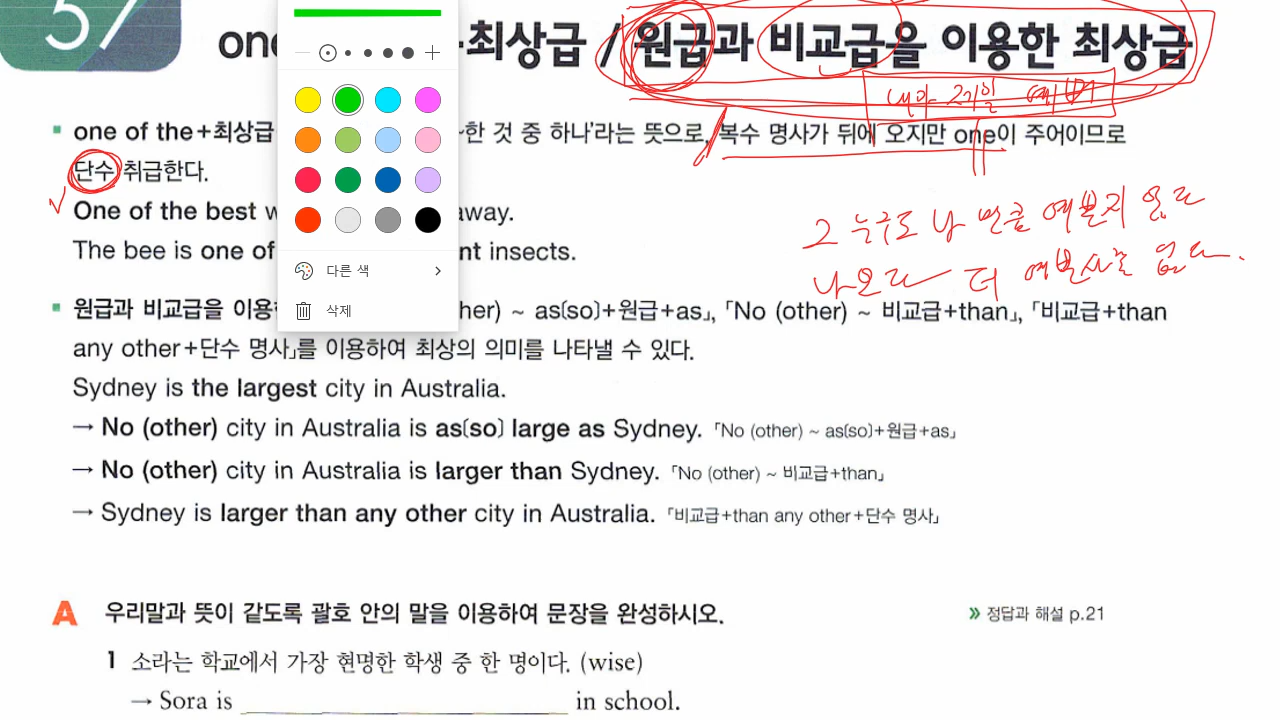 57
one 최상급 / 원급과 비교급을 이용한 최상급
내가 제일 예뻐
one of the+최상급 ~한 것 중 하나'라는 뜻으로, 복수 명사가 뒤에 오지만 one이 주어이므로
단수 취급한다.
One of the best w away.
그 누구도 나 만큼 예쁘지 않다
The bee is one of nt insects.
나보다 더 예쁜사람은 없다.
원급과 비교급을 이용 her) ~ as(so)+원급+as」, 「No (other) ~ 비교급+than」, 「비교급+than
any other+단수 명사」를 이용하여 최상의 의미를 나타낼 수 있다.
Sydney is the largest city in Australia.
→ No (other) city in Australia is as(so) large as Sydney. 「No (other) ~ as(so)+원급+as」
→ No (other) city in Australia is larger than Sydney. 「No (other) ~ 비교급+than」
→ Sydney is larger than any other city in Australia. 「비교급+than any other+단수 명사」
다른 색
삭제
A 우리말과 뜻이 같도록 괄호 안의 말을 이용하여 문장을 완성하시오. » 정답과 해설 p.21
1 소라는 학교에서 가장 현명한 학생 중 한 명이다. (wise)
→ Sora is in school.